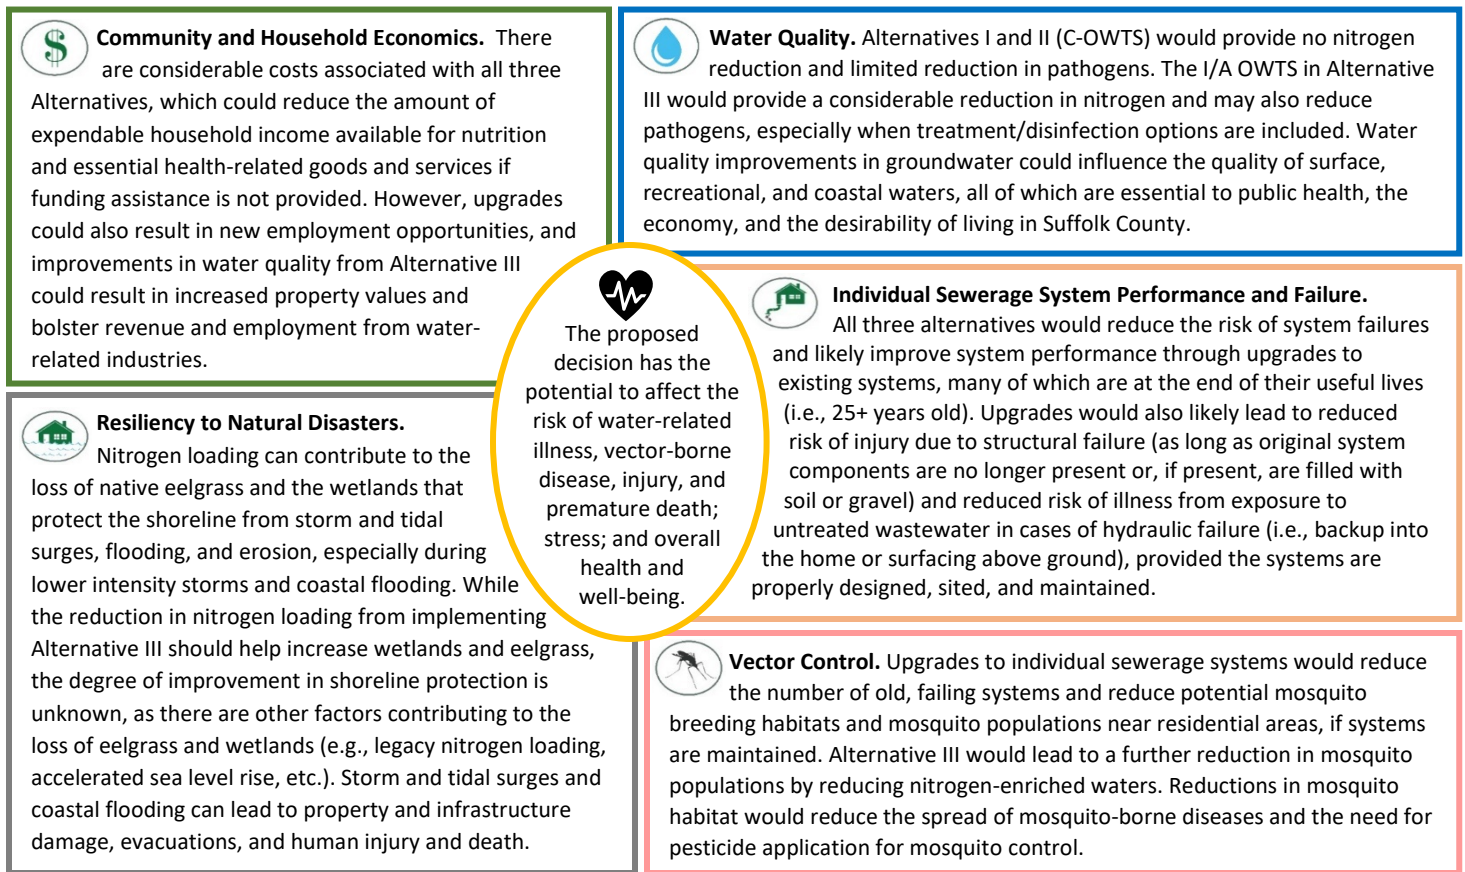 Community and Household Economics. There
are considerable costs associated with all three
Alternatives, which could reduce the amount of
expendable household income available for nutrition
and essential health-related goods and services if
funding assistance is not provided. However, upgrades
could also result in new employment opportunities, and
improvements in water quality from Alternative III
could result in increased property values and
bolster revenue and employment from water-
related industries.
Water Quality. Alternatives I and II (C-OWTS) would provide no nitrogen
reduction and limited reduction in pathogens. The I/A OWTS in Alternative
III would provide a considerable reduction in nitrogen and may also reduce
pathogens, especially when treatment/disinfection options are included. Water
quality improvements in groundwater could influence the quality of surface,
recreational, and coastal waters, all of which are essential to public health, the
economy, and the desirability of living in Suffolk County.
The proposed
decision has the
potential to affect the
risk of water-related
illness, vector-borne
disease, injury, and
premature death;
stress; and overall
health and
well-being.
Individual Sewerage System Performance and Failure.
All three alternatives would reduce the risk of system failures
and likely improve system performance through upgrades to
existing systems, many of which are at the end of their useful lives
(i.e., 25+ years old). Upgrades would also likely lead to reduced
risk of injury due to structural failure (as long as original system
components are no longer present or, if present, are filled with
soil or gravel) and reduced risk of illness from exposure to
untreated wastewater in cases of hydraulic failure (i.e., backup into
the home or surfacing above ground), provided the systems are
properly designed, sited, and maintained.
Resiliency to Natural Disasters.
Nitrogen loading can contribute to the
loss of native eelgrass and the wetlands that
protect the shoreline from storm and tidal
surges, flooding, and erosion, especially during
lower intensity storms and coastal flooding. While
the reduction in nitrogen loading from implementing
Alternative III should help increase wetlands and eelgrass,
the degree of improvement in shoreline protection is
unknown, as there are other factors contributing to the
loss of eelgrass and wetlands (e.g., legacy nitrogen loading,
accelerated sea level rise, etc.). Storm and tidal surges and
coastal flooding can lead to property and infrastructure
damage, evacuations, and human injury and death.
Vector Control. Upgrades to individual sewerage systems would reduce
the number of old, failing systems and reduce potential mosquito
breeding habitats and mosquito populations near residential areas, if systems
are maintained. Alternative III would lead to a further reduction in mosquito
populations by reducing nitrogen-enriched waters. Reductions in mosquito
habitat would reduce the spread of mosquito-borne diseases and the need for
pesticide application for mosquito control.